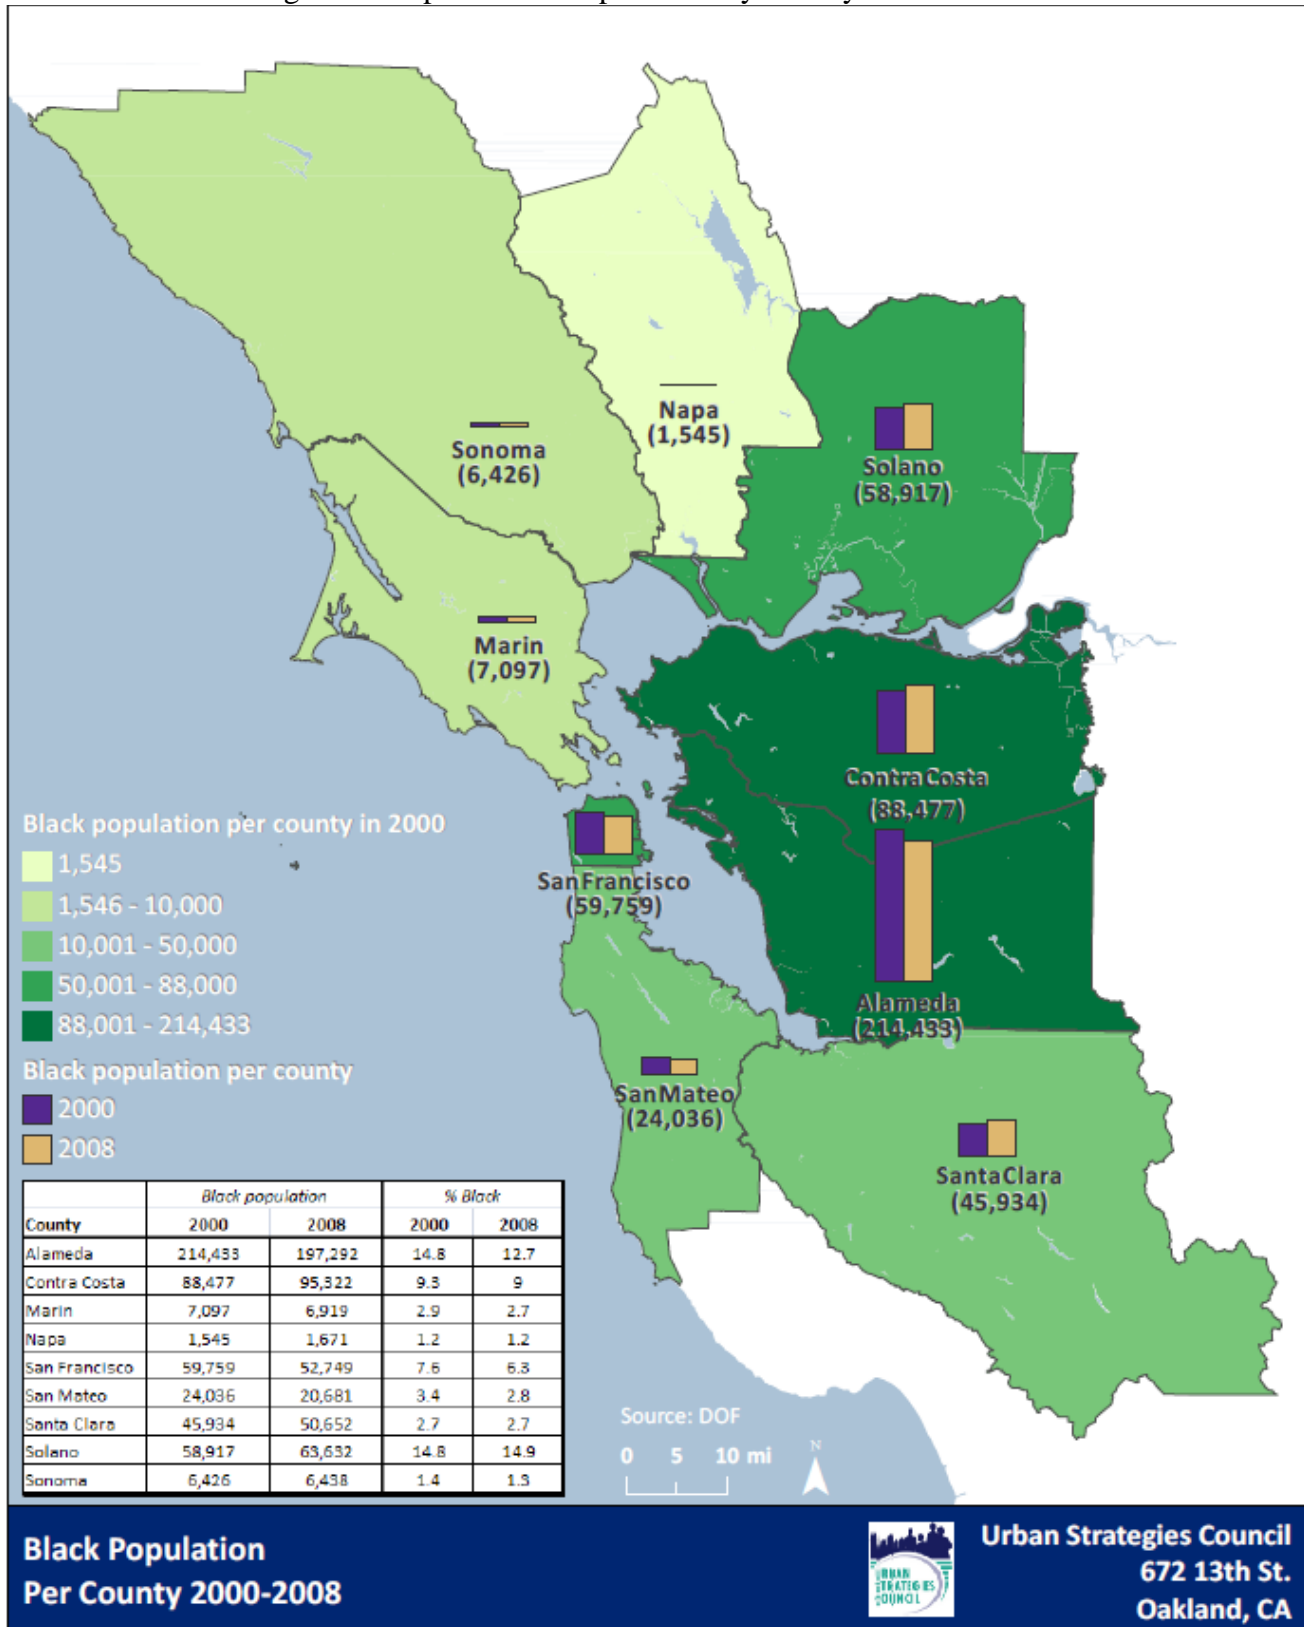 Napa
(1,545)
Sonoma
(6,426)
Solano
(58,917)
Marin
(7,097)
Contra Costa
(88,477)
San Francisco
(59,759)
Alameda
(214,433)
San Mateo
(24,036)
Santa Clara
(45,934)
Black population per county in 2000
1,545
1,546 - 10,000
10,001 - 50,000
50,001 - 88,000
88,001 - 214,433
Black population per county
2000
2008
Black population % Black
County 2000 2008 2000 2008
Alameda 214,433 197,292 14.8 12.7
Contra Costa 88,477 95,322 9.3 9
Marin 7,097 6,919 2.9 2.7
Napa 1,545 1,671 1.2 1.2
San Francisco 59,759 52,749 7.6 6.3
San Mateo 24,036 20,681 3.4 2.8
Santa Clara 45,934 50,652 2.7 2.7
Solano 58,917 63,632 14.8 14.9
Sonoma 6,426 6,438 1.4 1.3
Source: DOF
0 5 10 mi
N
Black Population
Per County 2000-2008
URBAN
STRATEGIES
COUNCIL
Urban Strategies Council
672 13th St.
Oakland, CA